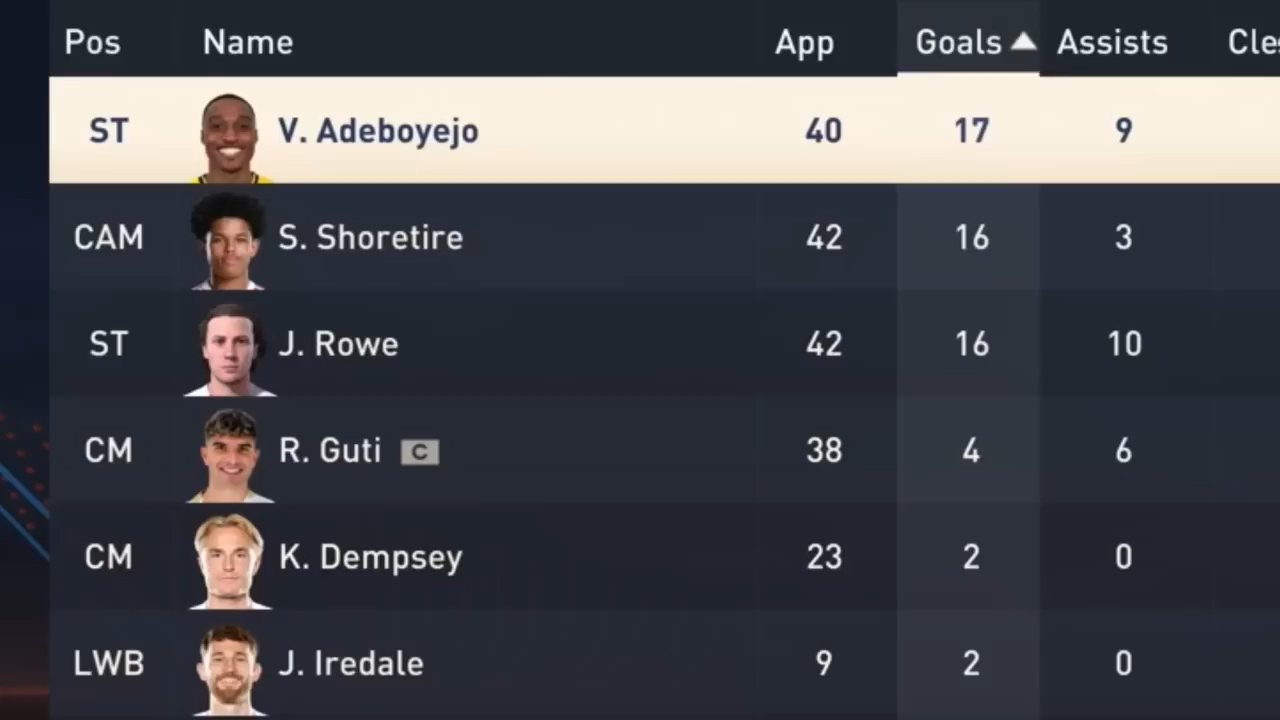 Pos Name App Goals Assists Cle
ST V. Adeboyejo 40 17 9
CAM S. Shoretire 42 16 3
ST J. Rowe 42 16 10
CM R. Guti C 38 4 6
CM K. Dempsey 23 2 0
LWB J. Iredale 9 2 0